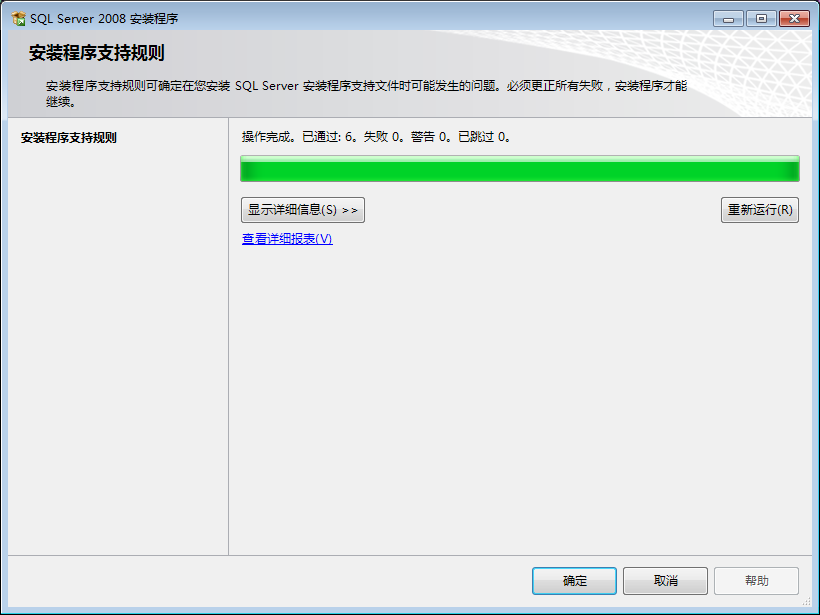 SQL Server 2008 安装程序
安装程序支持规则
安装程序支持规则可确定在您安装 SQL Server 安装程序支持文件时可能发生的问题。必须更正所有失败，安装程序才能
继续。
安装程序支持规则
操作完成。已通过: 6。失败 0。警告 0。已跳过 0。
显示详细信息(S) >>
重新运行(R)
查看详细报表(V)
确定
取消
帮助